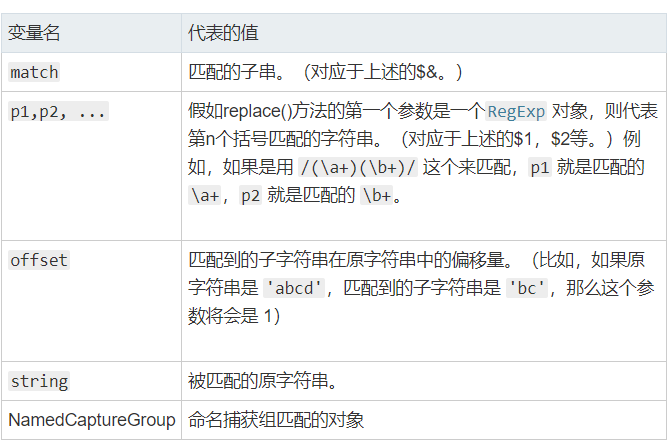 变量名 代表的值
match 匹配的子串。（对应于上述的$&。）
p1,p2, ... 假如replace()方法的第一个参数是一个RegExp 对象，则代表
第n个括号匹配的字符串。（对应于上述的$1，$2等。）例
如，如果是用 /(\a+)(\b+)/ 这个来匹配，p1 就是匹配的
\a+，p2 就是匹配的 \b+。
offset 匹配到的子字符串在原字符串中的偏移量。（比如，如果原
字符串是 'abcd'，匹配到的子字符串是 'bc'，那么这个参
数将会是 1）
string 被匹配的原字符串。
NamedCaptureGroup 命名捕获组匹配的对象